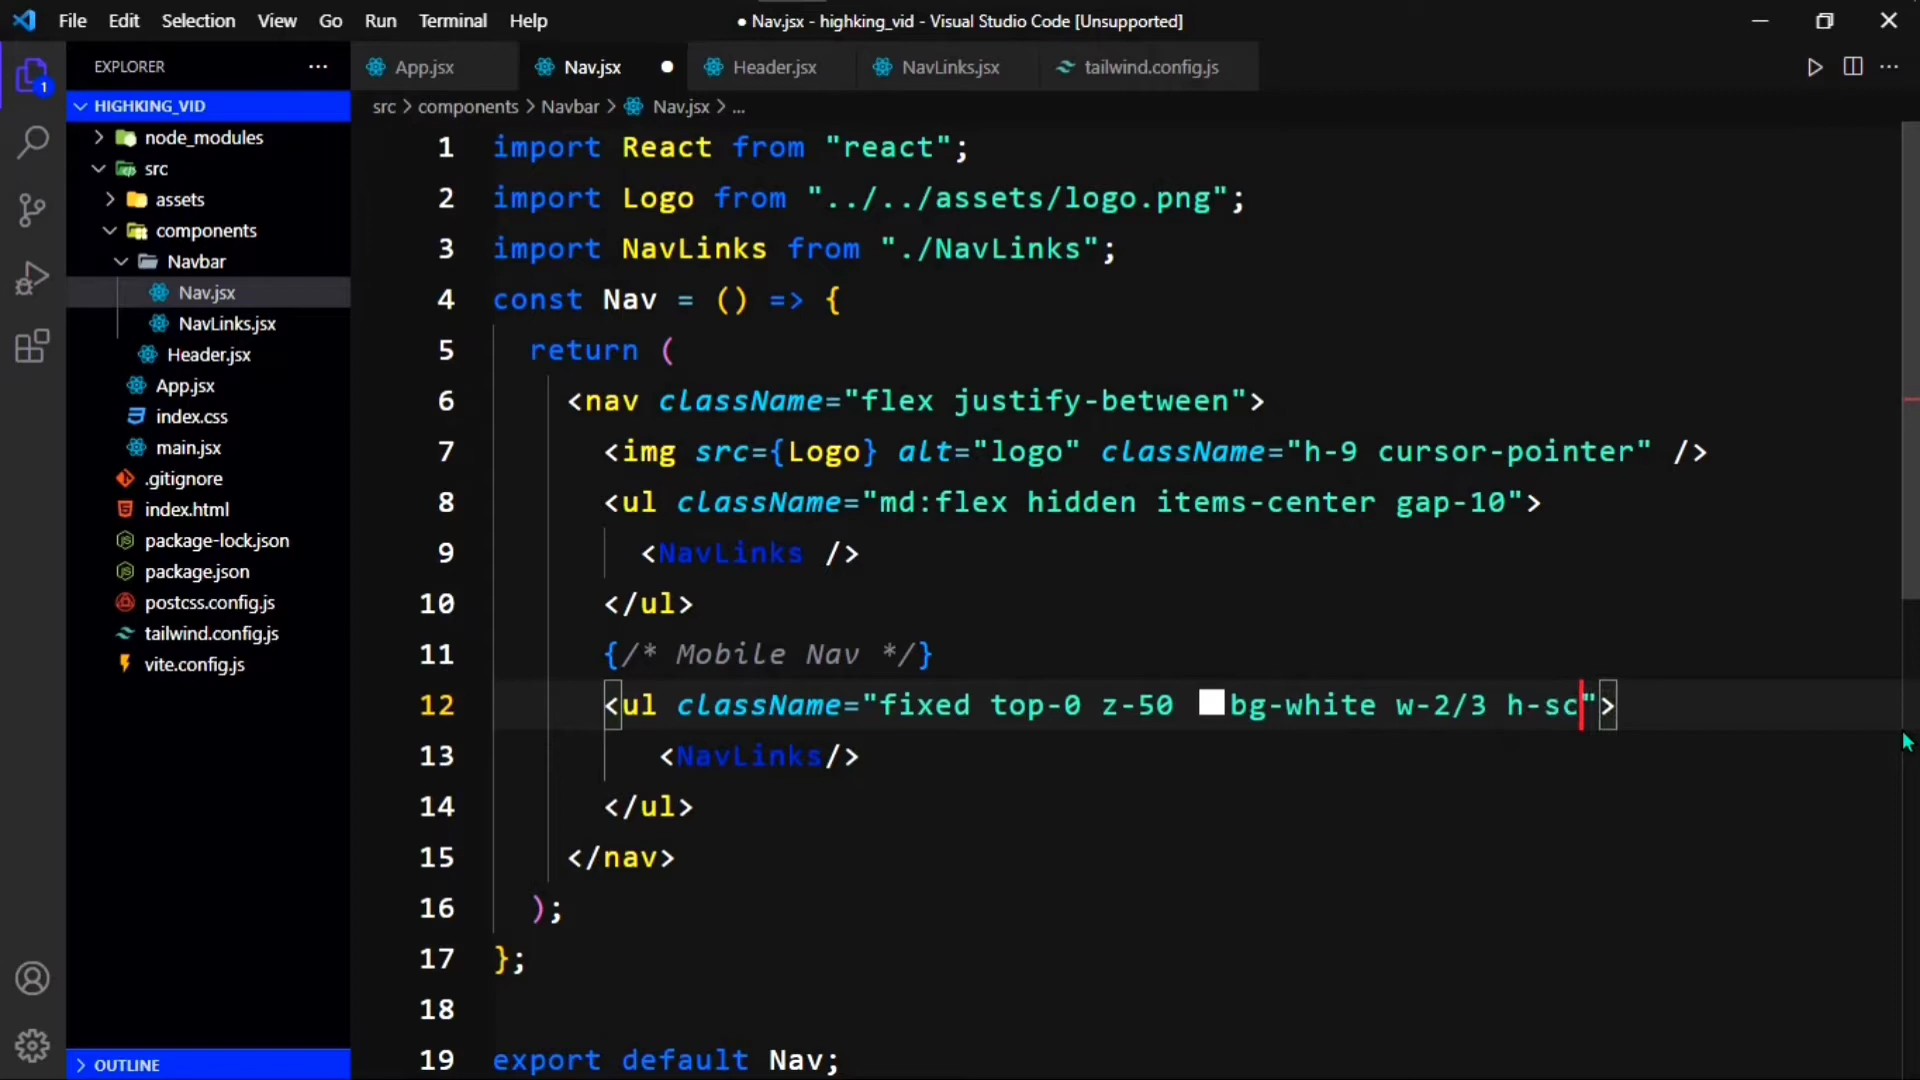 File Edit Selection View Go Run Terminal Help
● Nav.jsx - highking_vid - Visual Studio Code [Unsupported]
EXPLORER
1
HIGHKING_VID
node_modules
src
assets
components
Navbar
Nav.jsx
NavLinks.jsx
Header.jsx
App.jsx
index.css
main.jsx
.gitignore
index.html
package-lock.json
package.json
postcss.config.js
tailwind.config.js
vite.config.js
OUTLINE
App.jsx Nav.jsx Header.jsx NavLinks.jsx tailwind.config.js
src > components > Navbar > Nav.jsx > ...
1 import React from "react";
2 import Logo from "../../assets/logo.png";
3 import NavLinks from "./NavLinks";
4 const Nav = () => {
5 return (
6 <nav className="flex justify-between">
7 <img src={Logo} alt="logo" className="h-9 cursor-pointer" />
8 <ul className="md:flex hidden items-center gap-10">
9 <NavLinks />
10 </ul>
11 {/* Mobile Nav */}
12 <ul className="fixed top-0 z-50 bg-white w-2/3 h-sc">
13 <NavLinks/>
14 </ul>
15 </nav>
16 );
17 };
18
19 export default Nav;